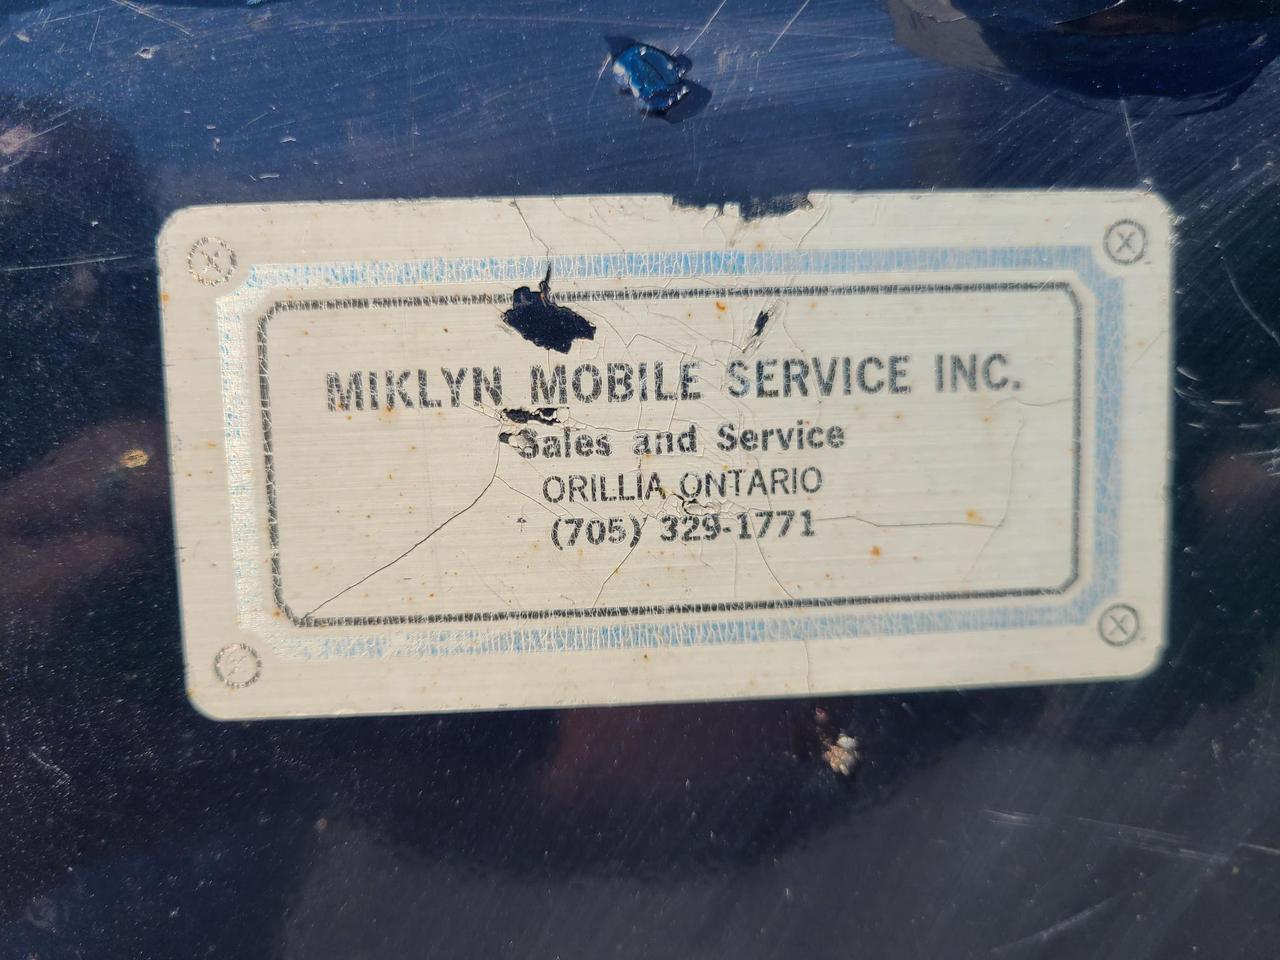 MIKLYN MOBILE SERVICE INC.
Sales and Service
ORILLIA ONTARIO
(705) 329-1771